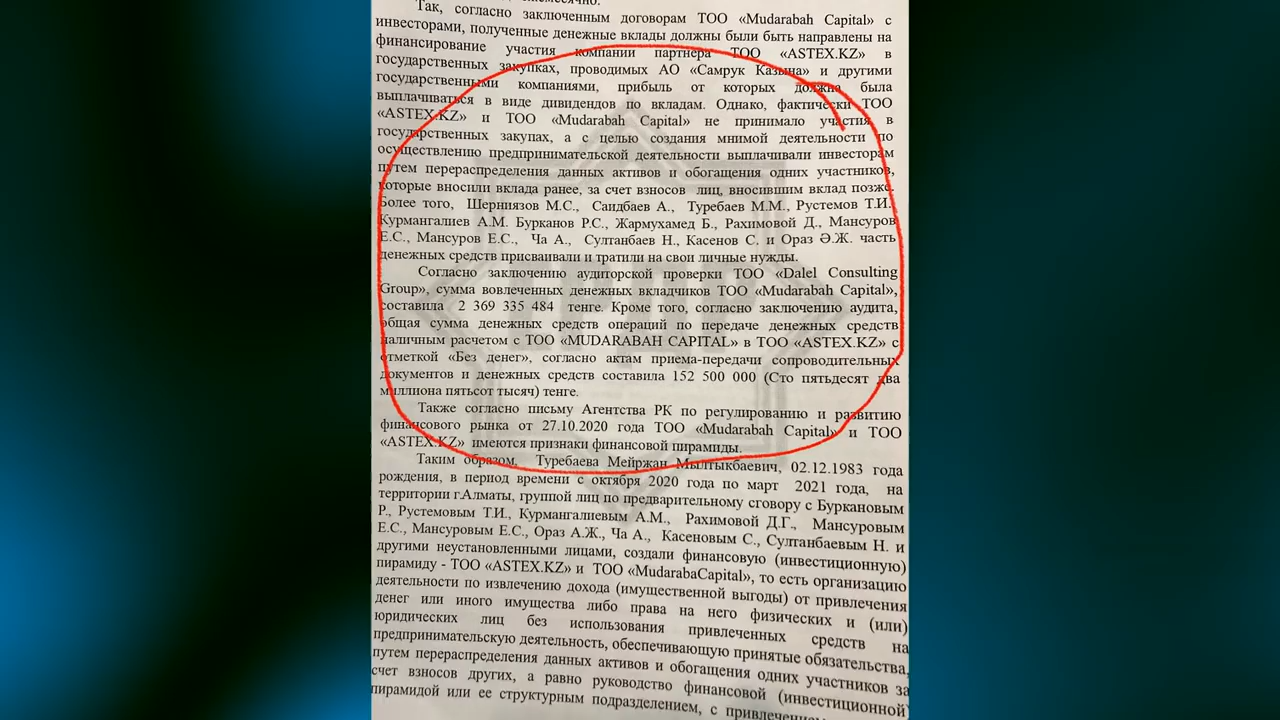 ежемесячно.
Так, согласно заключенным договорам ТОО «Mudarabah Capital» с
инвесторами, полученные денежные вклады должны были быть направлены на
финансирование участия компании партнера ТОО «ASTEX.KZ» в
государственных закупках, проводимых АО «Самрук Казына» и другими
государственными компаниями, прибыль от которых должна была
выплачиваться в виде дивидендов по вкладам. Однако, фактически ТОО
«ASTEX.KZ» и ТОО «Mudarabah Capital» не принимало участия в
государственных закупах, а с целью создания мнимой деятельности по
осуществлению предпринимательской деятельности выплачивали инвесторам
путем перераспределения данных активов и обогащения одних участников,
которые вносили вклада ранее, за счет взносов лиц, вносившим вклад позже.
Более того, Шерниязов М.С., Саидбаев А., Туребаев М.М., Рустемов Т.И.
Курмангалиев А.М. Бурканов Р.С., Жармухамед Б., Рахимовой Д., Мансуров
Е.С., Мансуров Е.С., Ча А., Султанбаев Н., Касенов С. и Ораз Ә.Ж. часть
денежных средств присваивали и тратили на свои личные нужды.
Согласно заключению аудиторской проверки ТОО «Dalel Consulting
Group», сумма вовлеченных денежных вкладчиков ТОО «Mudarabah Capital»,
составила 2 369 335 484 тенге. Кроме того, согласно заключению аудита,
общая сумма денежных средств операций по передаче денежных средств
наличным расчетом с ТОО «MUDARABAH CAPITAL» в ТОО «ASTEX.KZ» с
отметкой «Без денег», согласно актам приема-передачи сопроводительных
документов и денежных средств составила 152 500 000 (Сто пятьдесят два
миллиона пятьсот тысяч) тенге.
Также согласно письму Агентства РК по регулированию и развитию
финансового рынка от 27.10.2020 года ТОО «Mudarabah Capital» и ТОО
«ASTEX.KZ» имеются признаки финансовой пирамиды.
Таким образом, Туребаева Мейржан Мылтыкбаевич, 02.12.1983 года
рождения, в период времени с октября 2020 года по март 2021 года, на
территории г.Алматы, группой лиц по предварительному сговору с Буркановым
Р., Рустемовым Т.И., Курмангалиевым А.М., Рахимовой Д.Г., Мансуровым
Е.С., Мансуровым Е.С., Ораз А.Ж., Ча А., Касеновым С., Султанбаевым Н. и
другими неустановленными лицами, создали финансовую (инвестиционную)
пирамиду - ТОО «ASTEX.KZ» и ТОО «MudarabaCapital», то есть организацию
деятельности по извлечению дохода (имущественной выгоды) от привлечения
денег или иного имущества либо права на него физических и (или)
юридических лиц без использования привлеченных средств на
предпринимательскую деятельность, обеспечивающую принятые обязательства,
путем перераспределения данных активов и обогащения одних участников за
счет взносов других, а равно руководство финансовой (инвестиционной)
пирамидой или ее структурным подразделением, с